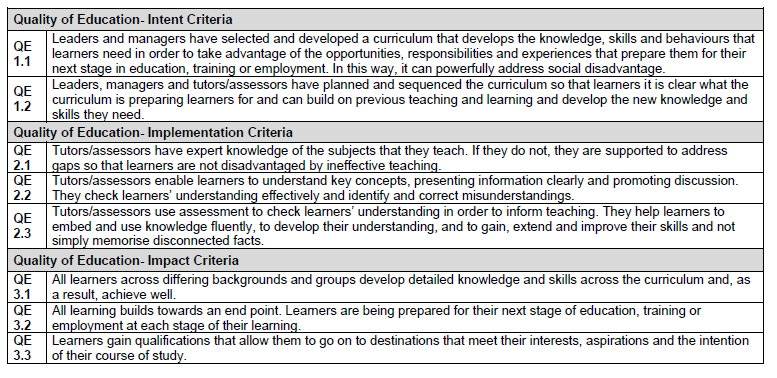 Quality of Education- Intent Criteria
QE 1.1 Leaders and managers have selected and developed a curriculum that develops the knowledge, skills and behaviours that
learners need in order to take advantage of the opportunities, responsibilities and experiences that prepare them for their
next stage in education, training or employment. In this way, it can powerfully address social disadvantage.
QE 1.2 Leaders, managers and tutors/assessors have planned and sequenced the curriculum so that learners it is clear what the
curriculum is preparing learners for and can build on previous teaching and learning and develop the new knowledge and
skills they need.
Quality of Education- Implementation Criteria
QE 2.1 Tutors/assessors have expert knowledge of the subjects that they teach. If they do not, they are supported to address
gaps so that learners are not disadvantaged by ineffective teaching.
QE 2.2 Tutors/assessors enable learners to understand key concepts, presenting information clearly and promoting discussion.
They check learners' understanding effectively and identify and correct misunderstandings.
QE 2.3 Tutors/assessors use assessment to check learners' understanding in order to inform teaching. They help learners to
embed and use knowledge fluently, to develop their understanding, and to gain, extend and improve their skills and not
simply memorise disconnected facts.
Quality of Education- Impact Criteria
QE 3.1 All learners across differing backgrounds and groups develop detailed knowledge and skills across the curriculum and, as
a result, achieve well.
QE 3.2 All learning builds towards an end point. Learners are being prepared for their next stage of education, training or
employment at each stage of their learning.
QE 3.3 Learners gain qualifications that allow them to go on to destinations that meet their interests, aspirations and the intention
of their course of study.